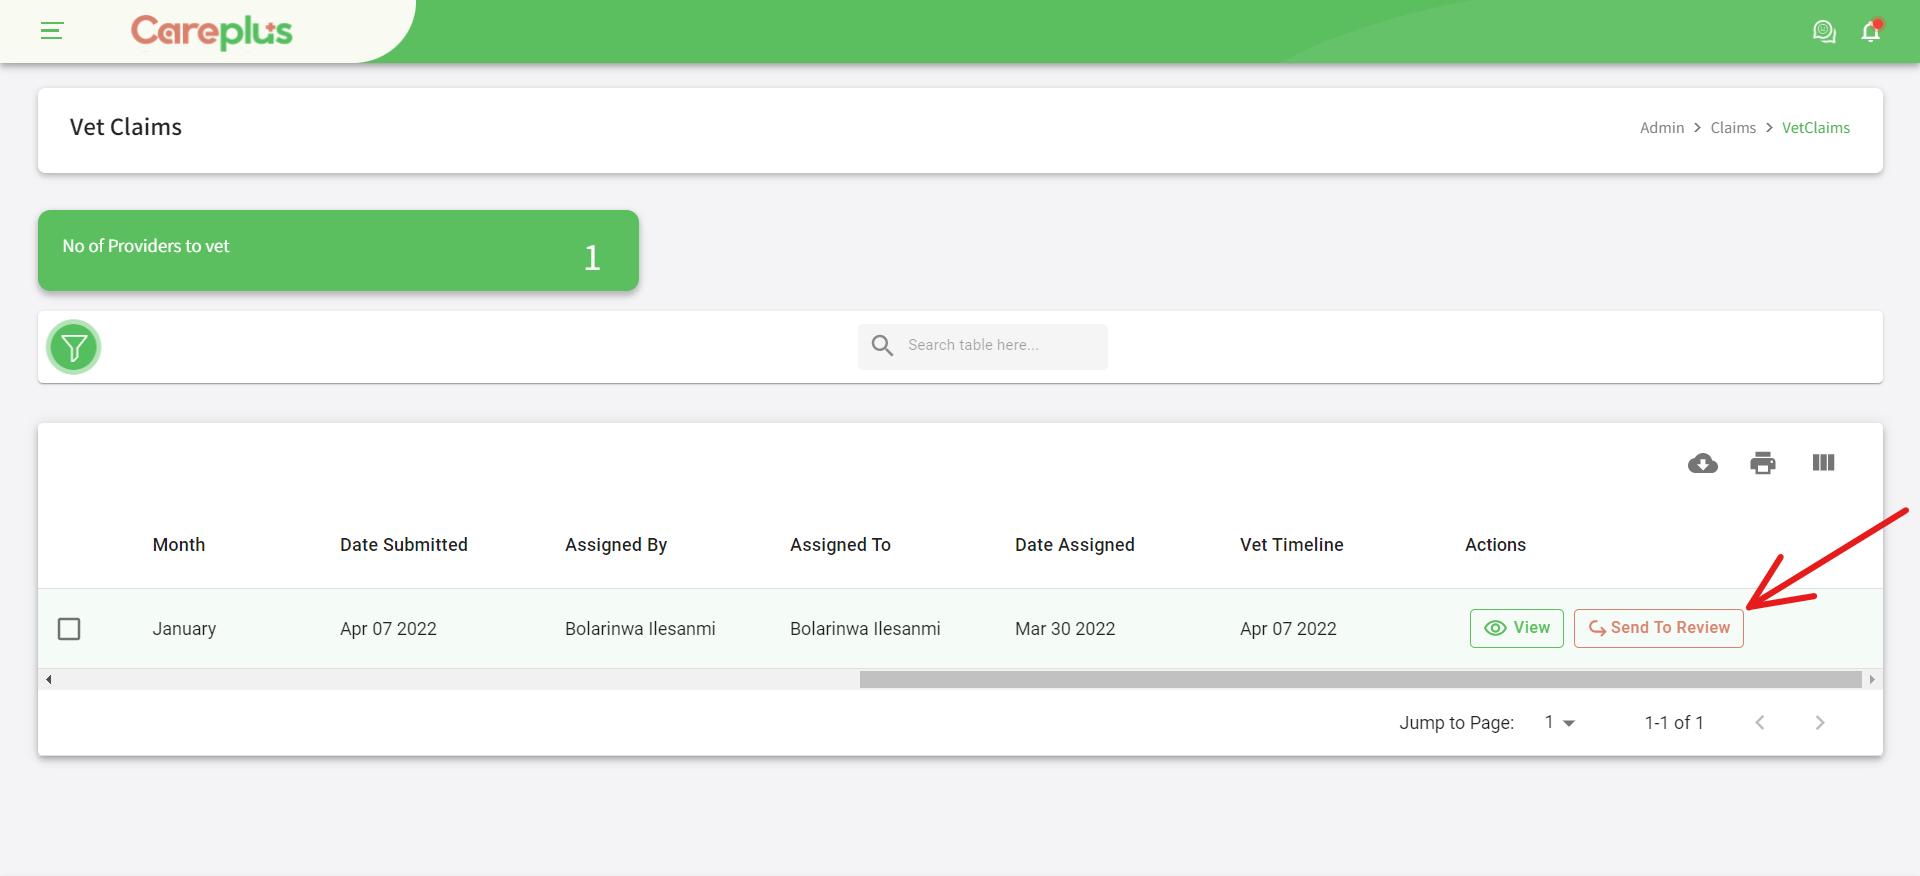 Careplus
Vet Claims
Admin > Claims > VetClaims
No of Providers to vet
1
Search table here...
Month Date Submitted Assigned By Assigned To Date Assigned Vet Timeline Actions
January Apr 07 2022 Bolarinwa Ilesanmi Bolarinwa Ilesanmi Mar 30 2022 Apr 07 2022 View Send To Review
Jump to Page: 1 1-1 of 1